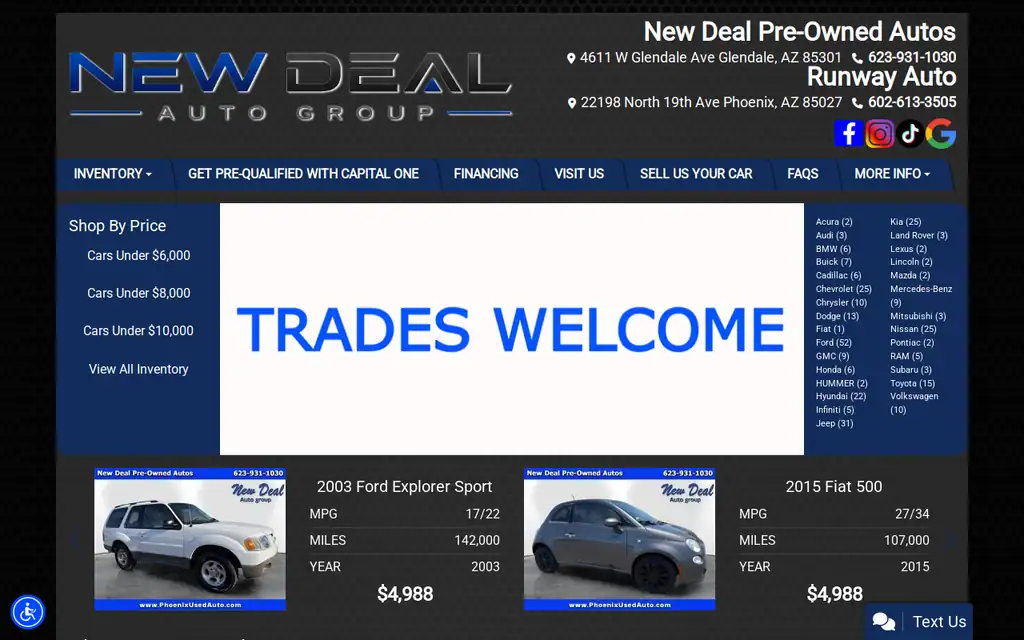 NEW DEAL
AUTO GROUP
New Deal Pre-Owned Autos
4611 W Glendale Ave Glendale, AZ 85301 623-931-1030
Runway Auto
22198 North 19th Ave Phoenix, AZ 85027 602-613-3505
INVENTORY GET PRE-QUALIFIED WITH CAPITAL ONE FINANCING VISIT US SELL US YOUR CAR FAQS MORE INFO
Shop By Price
Cars Under $6,000
Cars Under $8,000
Cars Under $10,000
View All Inventory
TRADES WELCOME
Acura (2)
Audi (3)
BMW (6)
Buick (7)
Cadillac (6)
Chevrolet (25)
Chrysler (10)
Dodge (13)
Fiat (1)
Ford (52)
GMC (9)
Honda (6)
HUMMER (2)
Hyundai (22)
Infiniti (5)
Jeep (31)
Kia (25)
Land Rover (3)
Lexus (2)
Lincoln (2)
Mazda (2)
Mercedes-Benz
(9)
Mitsubishi (3)
Nissan (25)
Pontiac (2)
RAM (5)
Subaru (3)
Toyota (15)
Volkswagen
(10)
New Deal Pre-Owned Autos 623-931-1030
New Deal
Auto group
www.PhoenixUsedAuto.com
2003 Ford Explorer Sport
MPG 17/22
MILES 142,000
YEAR 2003
$4,988
New Deal Pre-Owned Autos 623-931-1030
New Deal
Auto group
www.PhoenixUsedAuto.com
2015 Fiat 500
MPG 27/34
MILES 107,000
YEAR 2015
$4,988
Text Us